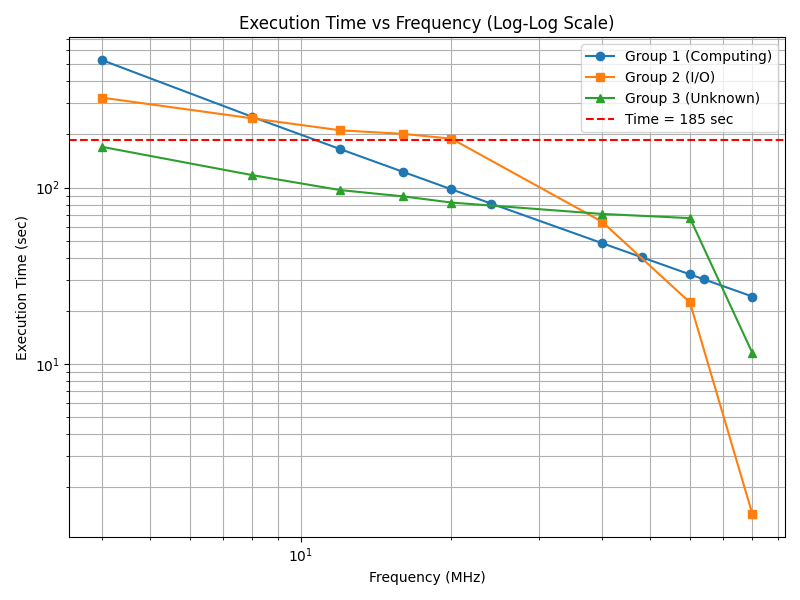 Execution Time vs Frequency (Log-Log Scale)
Group 1 (Computing)
Group 2 (I/O)
Group 3 (Unknown)
Time = 185 sec
Execution Time (sec)
10²
10¹
10¹
Frequency (MHz)